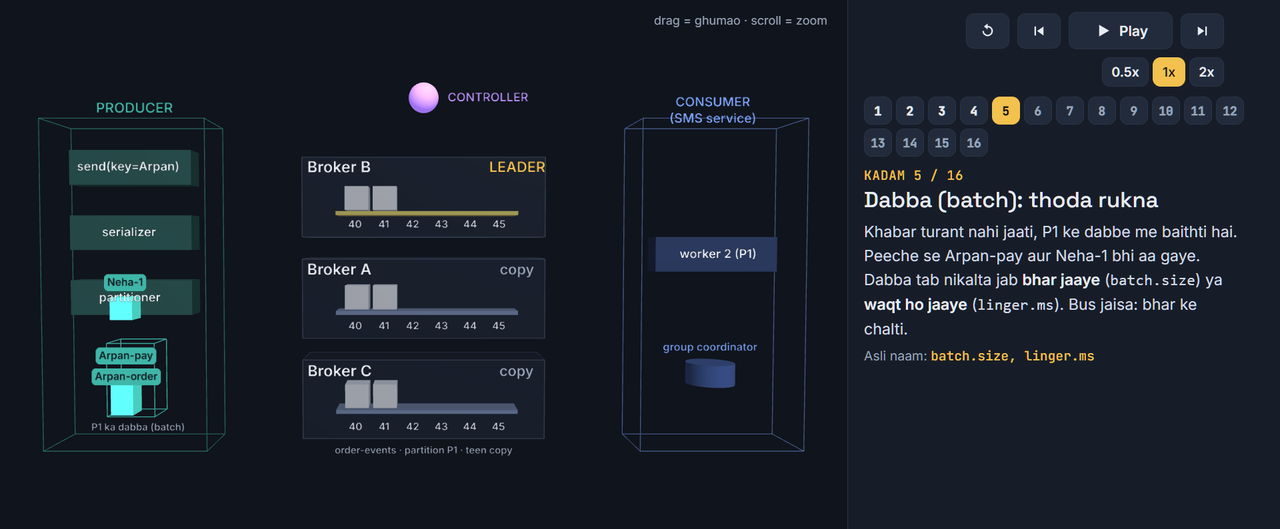 drag = ghumao · scroll = zoom
PRODUCER
send(key=Arpan)
serializer
Neha-1
partitioner
Arpan-pay
Arpan-order
P1 ka dabba (batch)
CONTROLLER
Broker B LEADER
40 41 42 43 44 45
Broker A copy
40 41 42 43 44 45
Broker C copy
40 41 42 43 44 45
order-events · partition P1 · teen copy
CONSUMER
(SMS service)
worker 2 (P1)
group coordinator
Play
0.5x 1x 2x
1 2 3 4 5 6 7 8 9 10 11 12
13 14 15 16
KADAM 5 / 16
Dabba (batch): thoda rukna
Khabar turant nahi jaati, P1 ke dabbe me baithti hai.
Peeche se Arpan-pay aur Neha-1 bhi aa gaye.
Dabba tab nikalta jab bhar jaaye (batch.size) ya
waqt ho jaaye (linger.ms). Bus jaisa: bhar ke
chalti.
Asli naam: batch.size, linger.ms